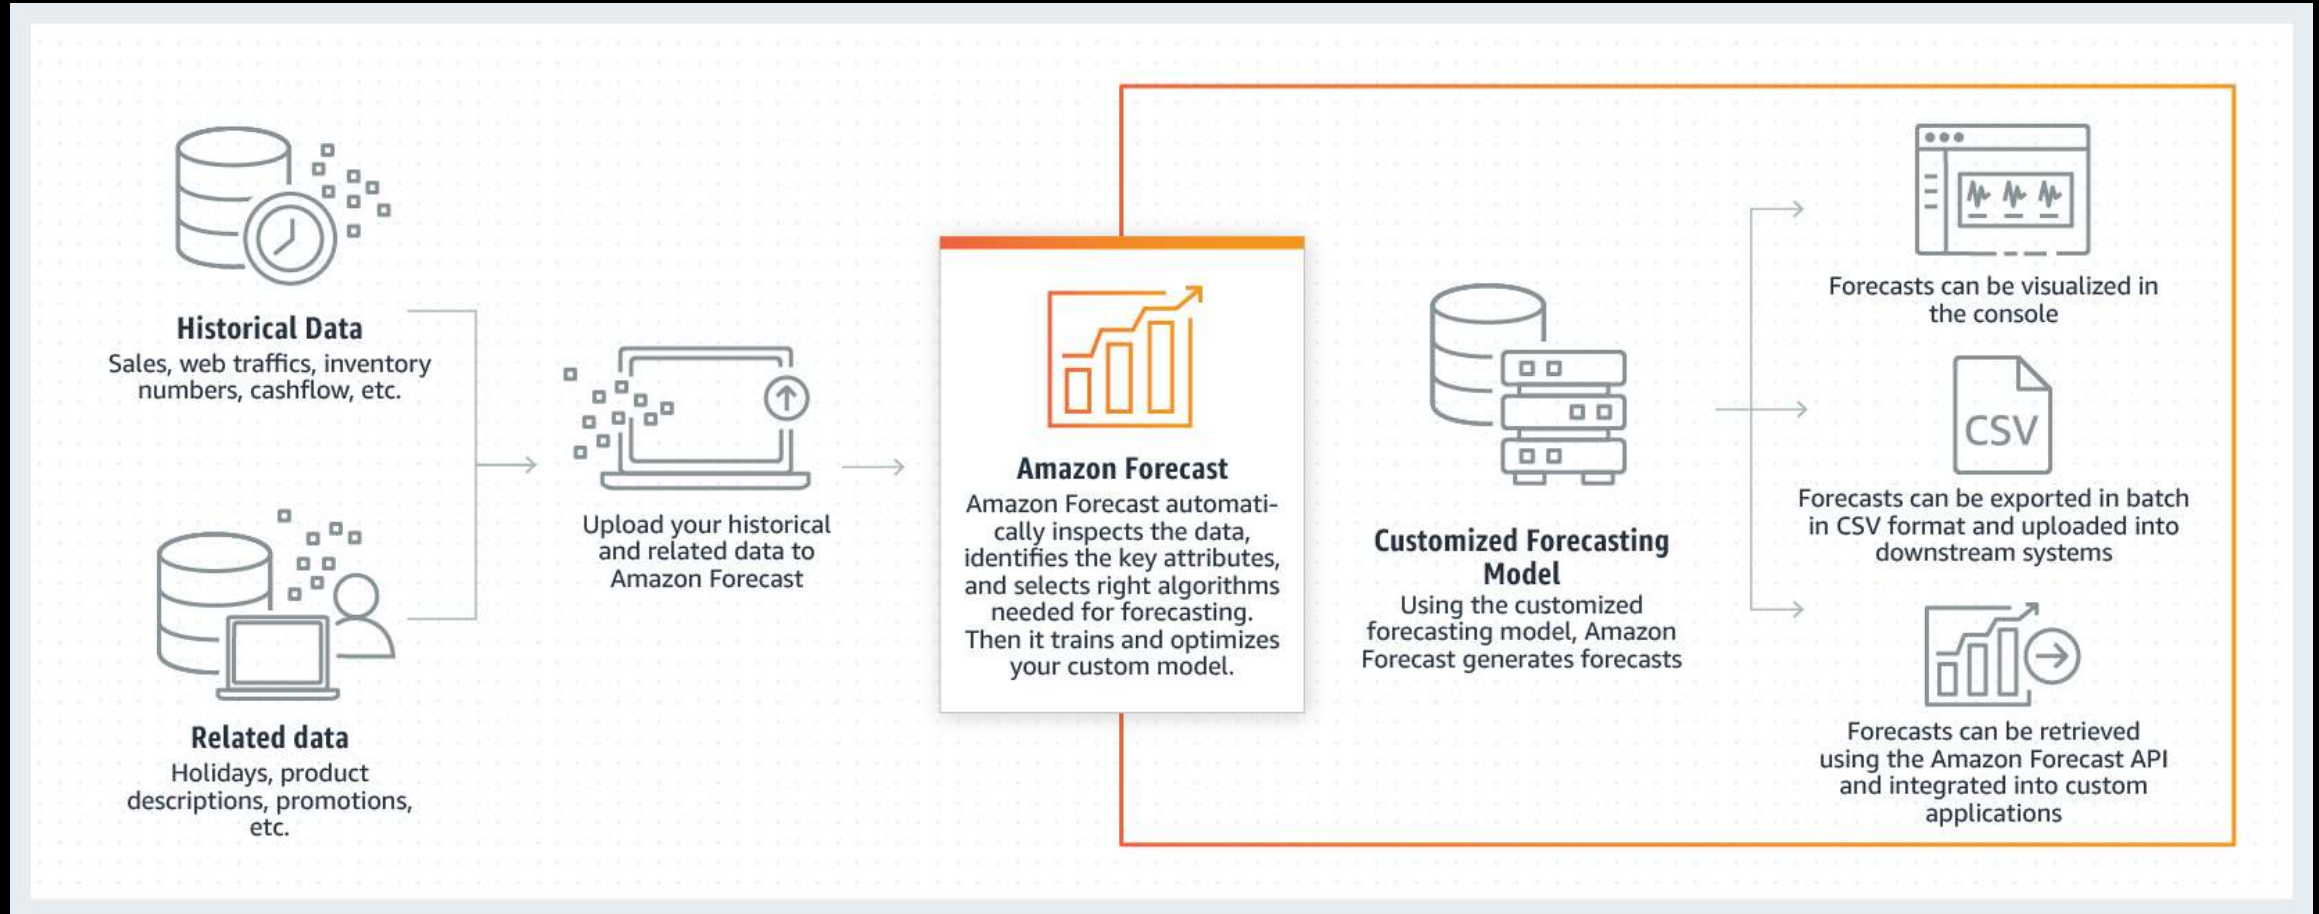 Historical Data
Sales, web traffics, inventory
numbers, cashflow, etc.
Related data
Holidays, product
descriptions, promotions,
etc.
Upload your historical
and related data to
Amazon Forecast
Amazon Forecast
Amazon Forecast automati-
cally inspects the data,
identifies the key attributes,
and selects right algorithms
needed for forecasting.
Then it trains and optimizes
your custom model.
Customized Forecasting
Model
Using the customized
forecasting model, Amazon
Forecast generates forecasts
Forecasts can be visualized in
the console
CSV
Forecasts can be exported in batch
in CSV format and uploaded into
downstream systems
Forecasts can be retrieved
using the Amazon Forecast API
and integrated into custom
applications